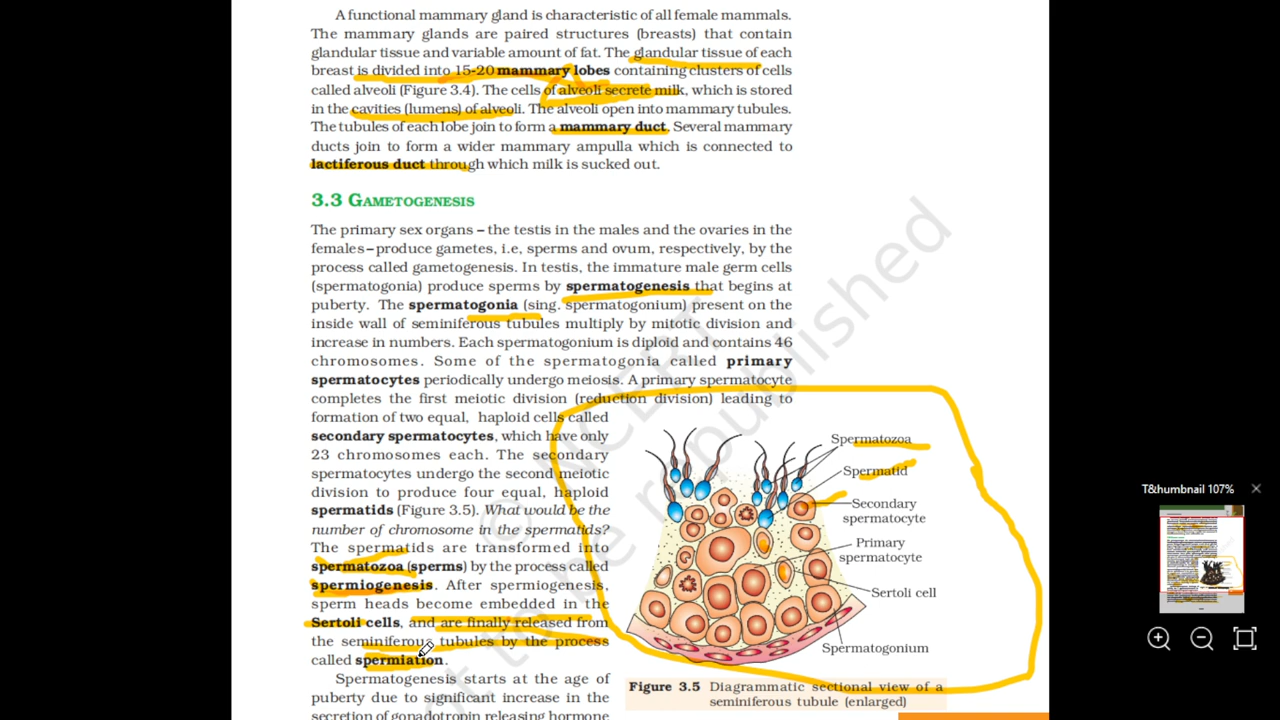 A functional mammary gland is characteristic of all female mammals.
The mammary glands are paired structures (breasts) that contain
glandular tissue and variable amount of fat. The glandular tissue of each
breast is divided into 15-20 mammary lobes containing clusters of cells
called alveoli (Figure 3.4). The cells of alveoli secrete milk, which is stored
in the cavities (lumens) of alveoli. The alveoli open into mammary tubules.
The tubules of each lobe join to form a mammary duct. Several mammary
ducts join to form a wider mammary ampulla which is connected to
lactiferous duct through which milk is sucked out.
3.3 GAMETOGENESIS
The primary sex organs – the testis in the males and the ovaries in the
females – produce gametes, i.e, sperms and ovum, respectively, by the
process called gametogenesis. In testis, the immature male germ cells
(spermatogonia) produce sperms by spermatogenesis that begins at
puberty. The spermatogonia (sing. spermatogonium) present on the
inside wall of seminiferous tubules multiply by mitotic division and
increase in numbers. Each spermatogonium is diploid and contains 46
chromosomes. Some of the spermatogonia called primary
spermatocytes periodically undergo meiosis. A primary spermatocyte
completes the first meiotic division (reduction division) leading to
formation of two equal, haploid cells called
secondary spermatocytes, which have only
23 chromosomes each. The secondary
spermatocytes undergo the second meiotic
division to produce four equal, haploid
spermatids (Figure 3.5). What would be the
number of chromosome in the spermatids?
The spermatids are transformed into
spermatozoa (sperms) by the process called
spermiogenesis. After spermiogenesis,
sperm heads become embedded in the
Sertoli cells, and are finally released from
the seminiferous tubules by the process
called spermiation.
Spermatogenesis starts at the age of
puberty due to significant increase in the
secretion of gonadotropin releasing hormone
Spermatozoa
Spermatid
Secondary
spermatocyte
Primary
spermatocyte
Sertoli cell
Spermatogonium
Figure 3.5 Diagrammatic sectional view of a
seminiferous tubule (enlarged)
© NCERT
not to be republished
T&humbnail 107%